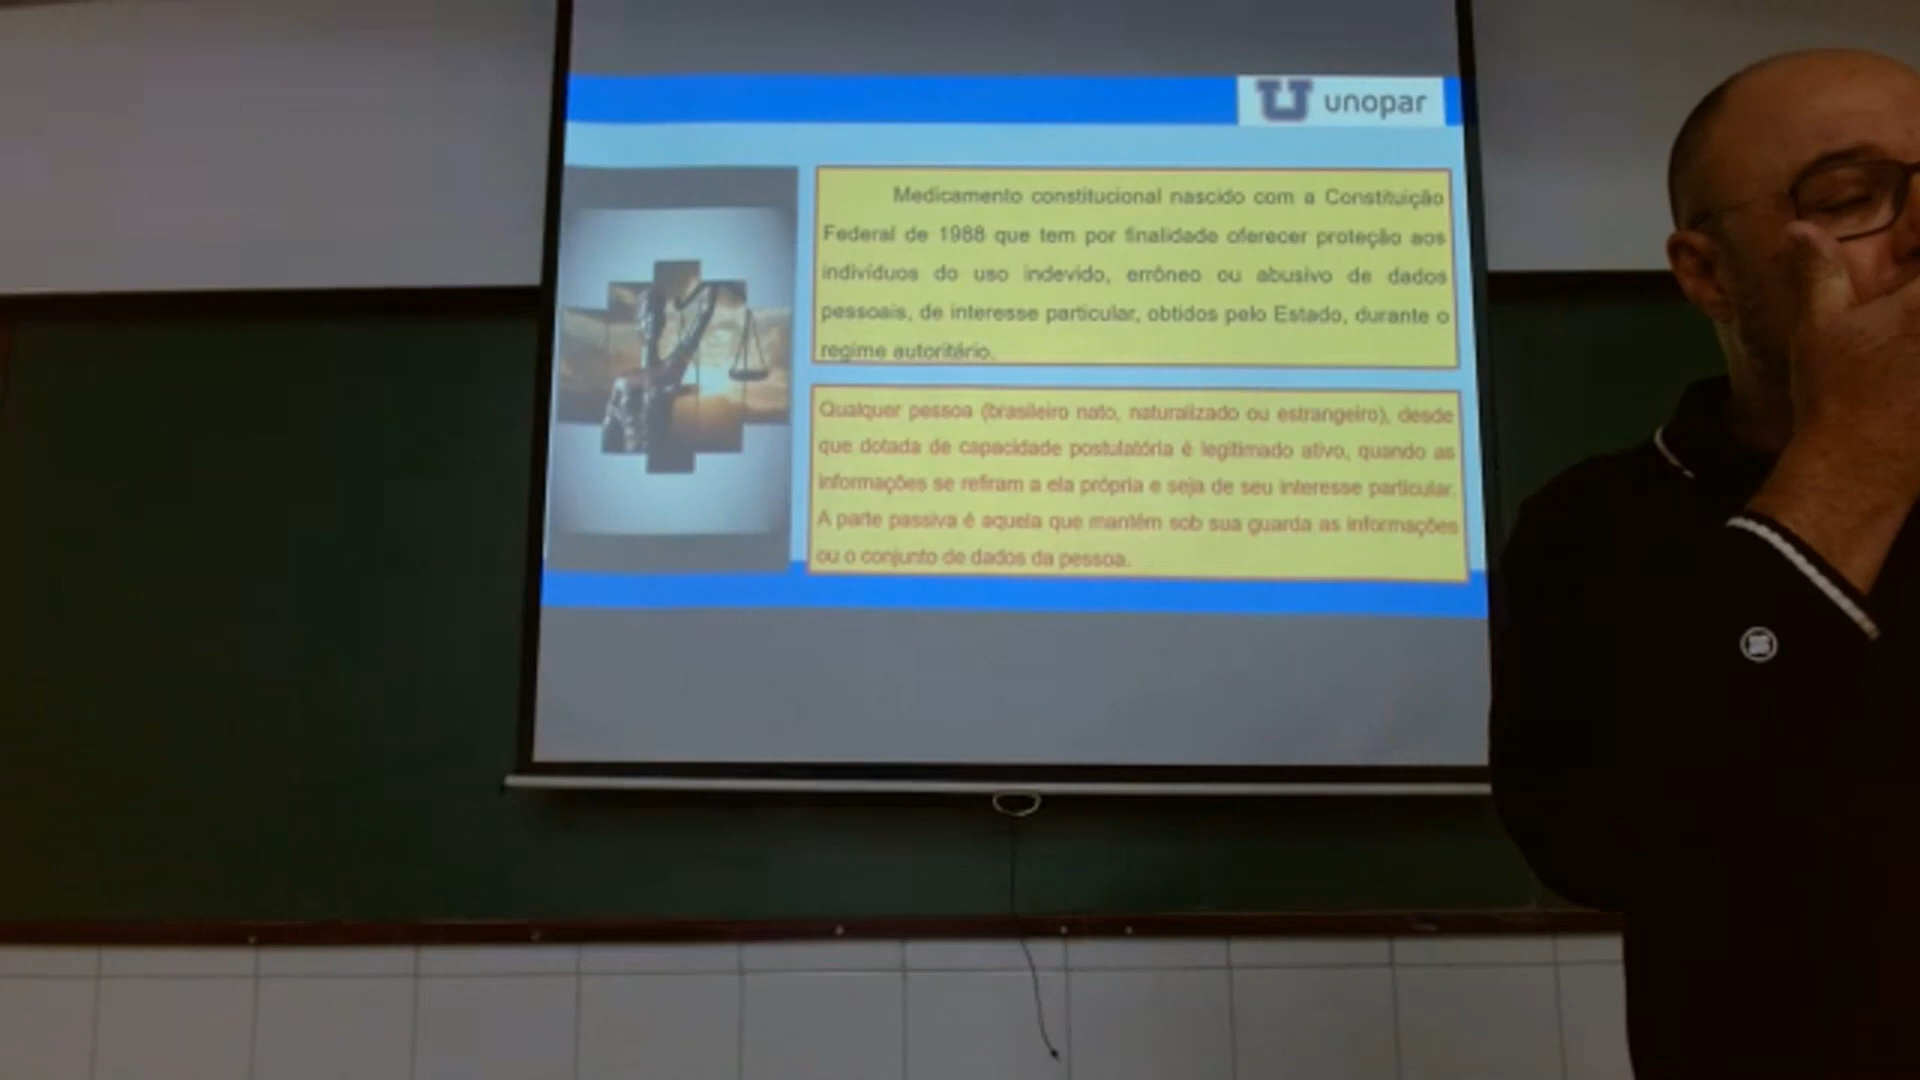 unopar
Medicamento constitucional nascido com a Constituição
Federal de 1988 que tem por finalidade oferecer proteção aos
indivíduos do uso indevido, errôneo ou abusivo de dados
pessoais, de interesse particular, obtidos pelo Estado, durante o
regime autoritário.
Qualquer pessoa (brasileiro nato, naturalizado ou estrangeiro), desde
que dotada de capacidade postulatória é legitimado ativo, quando as
informações se refiram a ela própria e seja de seu interesse particular.
A parte passiva é aquela que mantém sob sua guarda as informações
ou o conjunto de dados da pessoa.